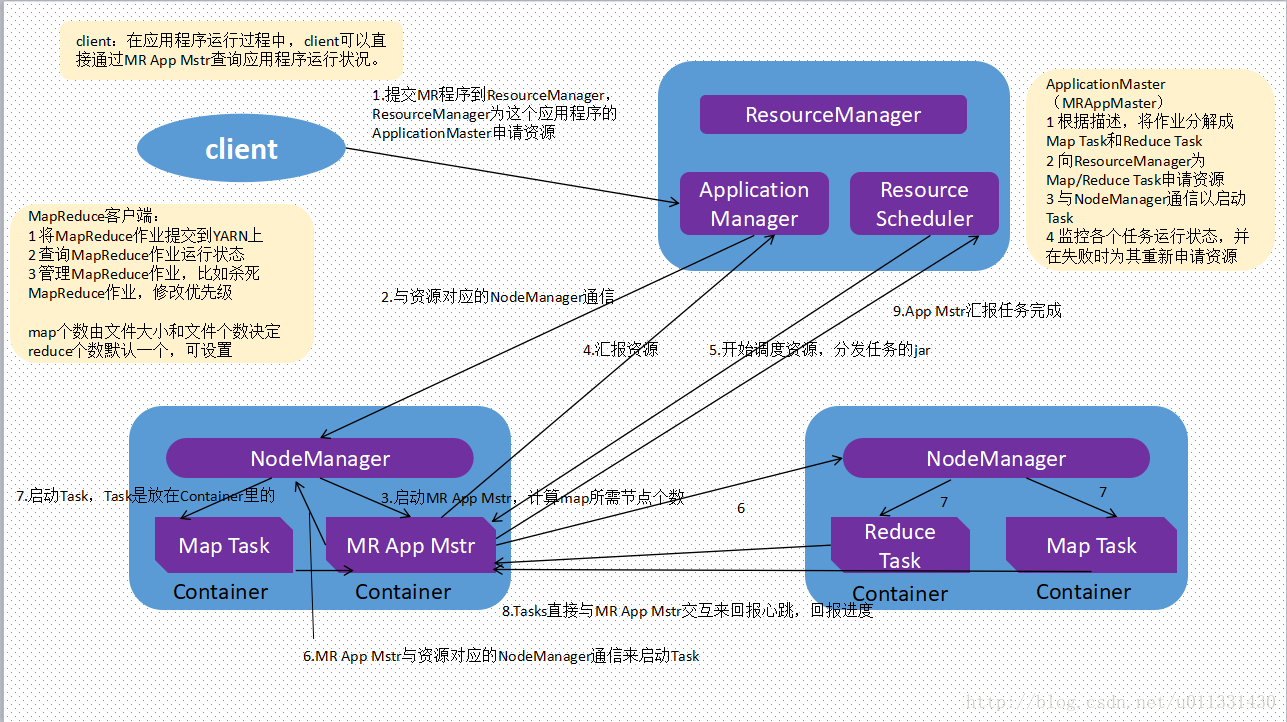 client：在应用程序运行过程中，client可以直
接通过MR App Mstr查询应用程序运行状况。
1.提交MR程序到ResourceManager，
ResourceManager为这个应用程序的
ApplicationMaster申请资源
client
ResourceManager
Application
Manager
Resource
Scheduler
ApplicationMaster
（MRAppMaster）
1 根据描述，将作业分解成
Map Task和Reduce Task
2 向ResourceManager为
Map/Reduce Task申请资源
3 与NodeManager通信以启动
Task
4 监控各个任务运行状态，并
在失败时为其重新申请资源
MapReduce客户端：
1 将MapReduce作业提交到YARN上
2 查询MapReduce作业运行状态
3 管理MapReduce作业，比如杀死
MapReduce作业，修改优先级
map个数由文件大小和文件个数决定
reduce个数默认一个，可设置
2.与资源对应的NodeManager通信
9.App Mstr汇报任务完成
4.汇报资源
5.开始调度资源，分发任务的jar
NodeManager
7.启动Task，Task是放在Container里的
3.启动MR App Mstr，计算map所需节点个数
Map Task
MR App Mstr
Container
Container
6
NodeManager
7
7
Reduce
Task
Map Task
Container
Container
8.Tasks直接与MR App Mstr交互来回报心跳，回报进度
6.MR App Mstr与资源对应的NodeManager通信来启动Task
http://blog.csdn.net/u011331430